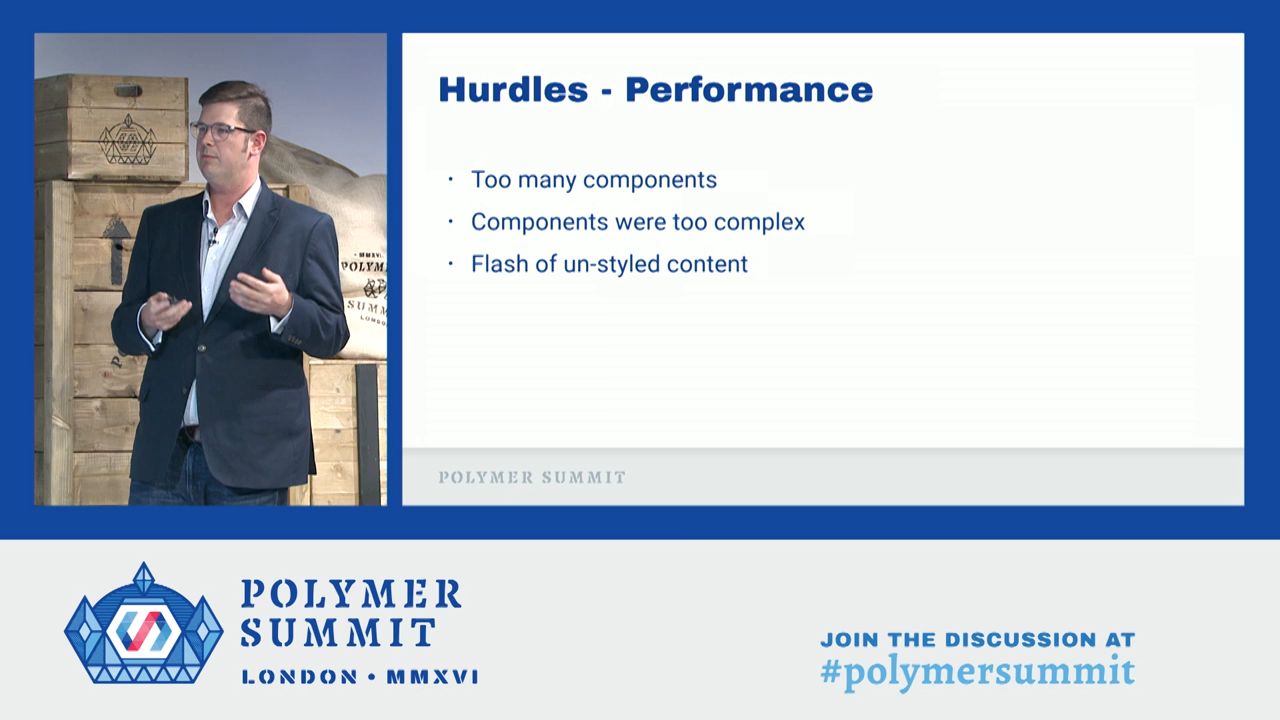 Hurdles - Performance
· Too many components
· Components were too complex
· Flash of un-styled content
POLYMER SUMMIT
POLYMER
SUMMIT
LONDON • MMXVI
JOIN THE DISCUSSION AT
#polymersummit